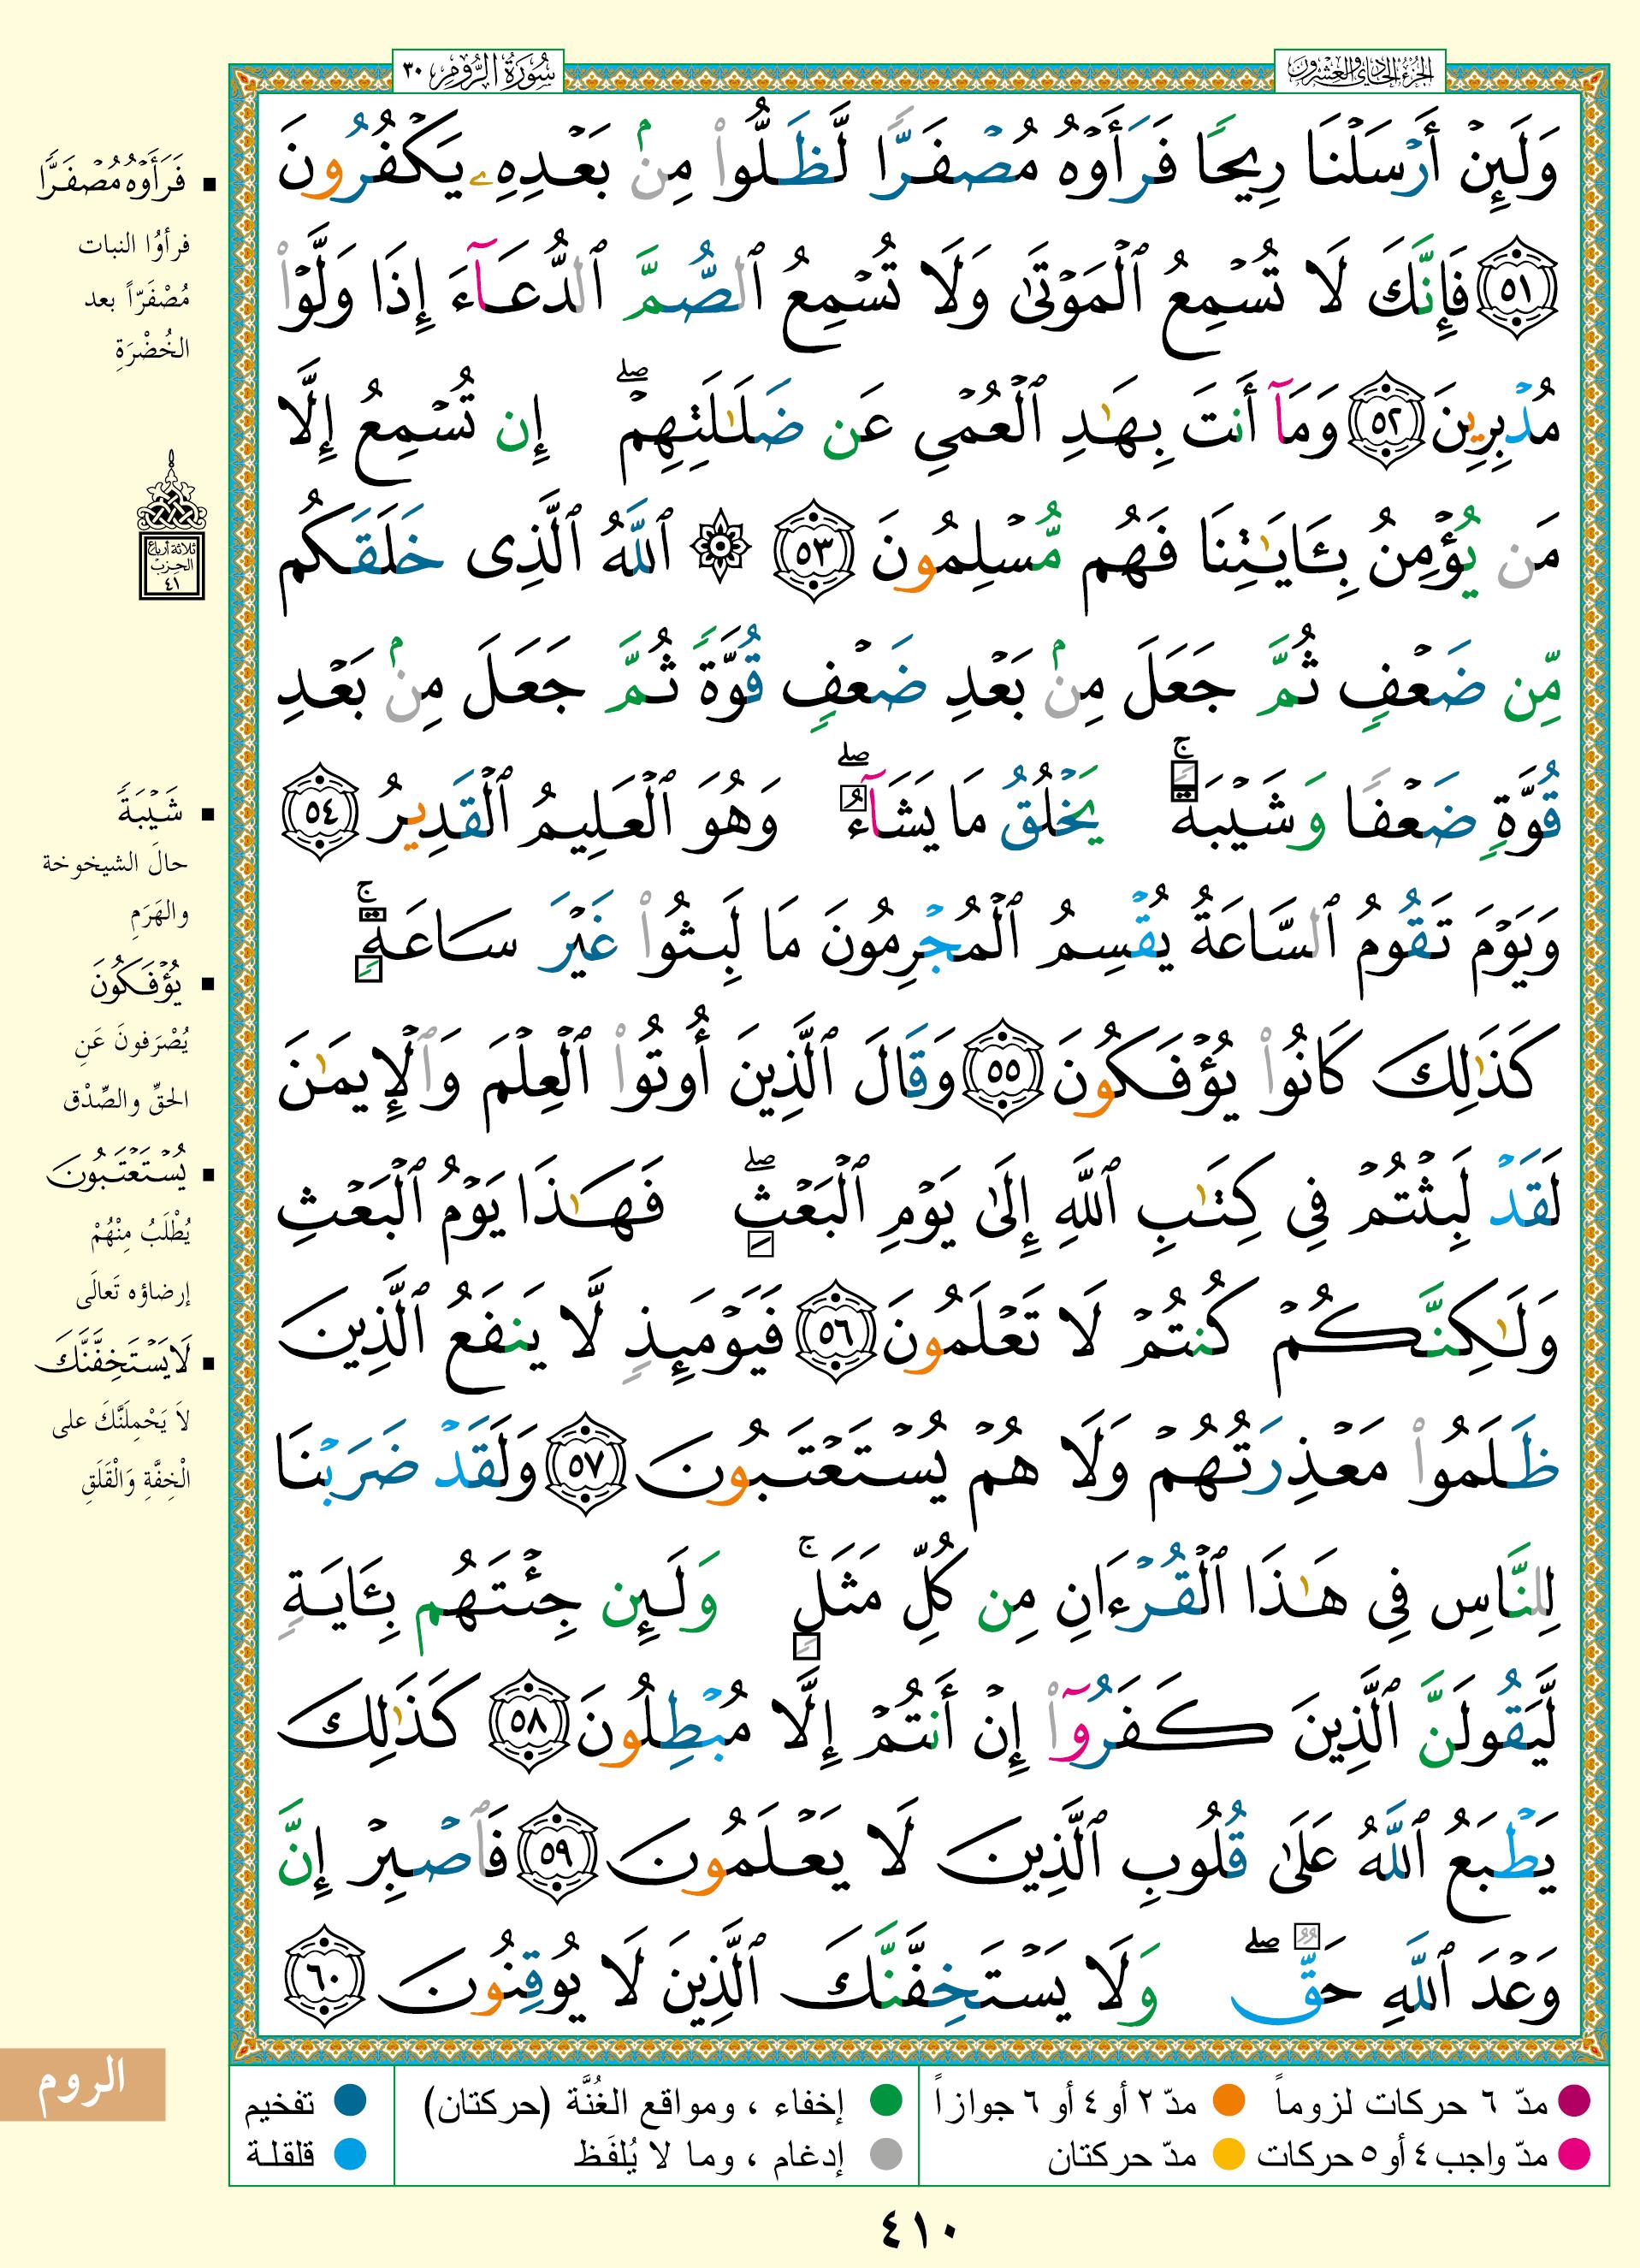 الجزء الحادي والعشرون
سورة الروم ٣٠
وَلَئِنْ أَرْسَلْنَا رِيحًا فَرَأَوْهُ مُصْفَرًّا لَّظَلُّوا۟ مِنۢ بَعْدِهِۦ يَكْفُرُونَ
﴿٥١﴾ فَإِنَّكَ لَا تُسْمِعُ ٱلْمَوْتَىٰ وَلَا تُسْمِعُ ٱلصُّمَّ ٱلدُّعَآءَ إِذَا وَلَّوْا۟
مُدْبِرِينَ ﴿٥٢﴾ وَمَآ أَنتَ بِهَـٰدِ ٱلْعُمْىِ عَن ضَلَـٰلَتِهِمْ ۖ إِن تُسْمِعُ إِلَّا
مَن يُؤْمِنُ بِـَٔايَـٰتِنَا فَهُم مُّسْلِمُونَ ﴿٥٣﴾ ۞ ٱللَّهُ ٱلَّذِى خَلَقَكُم
مِّن ضَعْفٍ ثُمَّ جَعَلَ مِنۢ بَعْدِ ضَعْفٍ قُوَّةً ثُمَّ جَعَلَ مِنۢ بَعْدِ
قُوَّةٍ ضَعْفًا وَشَيْبَةً ۚ يَخْلُقُ مَا يَشَآءُ ۖ وَهُوَ ٱلْعَلِيمُ ٱلْقَدِيرُ ﴿٥٤﴾
وَيَوْمَ تَقُومُ ٱلسَّاعَةُ يُقْسِمُ ٱلْمُجْرِمُونَ مَا لَبِثُوا۟ غَيْرَ سَاعَةٍ ۚ
كَذَٰلِكَ كَانُوا۟ يُؤْفَكُونَ ﴿٥٥﴾ وَقَالَ ٱلَّذِينَ أُوتُوا۟ ٱلْعِلْمَ وَٱلْإِيمَـٰنَ
لَقَدْ لَبِثْتُمْ فِى كِتَـٰبِ ٱللَّهِ إِلَىٰ يَوْمِ ٱلْبَعْثِ ۖ فَهَـٰذَا يَوْمُ ٱلْبَعْثِ
وَلَـٰكِنَّكُمْ كُنتُمْ لَا تَعْلَمُونَ ﴿٥٦﴾ فَيَوْمَئِذٍ لَّا يَنفَعُ ٱلَّذِينَ
ظَلَمُوا۟ مَعْذِرَتُهُمْ وَلَا هُمْ يُسْتَعْتَبُونَ ﴿٥٧﴾ وَلَقَدْ ضَرَبْنَا
لِلنَّاسِ فِى هَـٰذَا ٱلْقُرْءَانِ مِن كُلِّ مَثَلٍ ۚ وَلَئِن جِئْتَهُم بِـَٔايَةٍ
لَّيَقُولَنَّ ٱلَّذِينَ كَفَرُوٓا۟ إِنْ أَنتُمْ إِلَّا مُبْطِلُونَ ﴿٥٨﴾ كَذَٰلِكَ
يَطْبَعُ ٱللَّهُ عَلَىٰ قُلُوبِ ٱلَّذِينَ لَا يَعْلَمُونَ ﴿٥٩﴾ فَٱصْبِرْ إِنَّ
وَعْدَ ٱللَّهِ حَقٌّ ۖ وَلَا يَسْتَخِفَّنَّكَ ٱلَّذِينَ لَا يُوقِنُونَ ﴿٦٠﴾
فَرَأَوْهُ مُصْفَرًّا
فرأوُا النبات
مُصْفَرّاً بعد
الخُضْرَةِ
ثلاثة أرباع
الحزب
٤١
شَيْبَةً
حالَ الشيخوخة
والهَرَمِ
يُؤْفَكُونَ
يُصْرَفونَ عَنِ
الحقِّ والصِّدْق
يُسْتَعْتَبُونَ
يُطْلَبُ مِنْهُمْ
إرضاؤه تَعالَى
لَا يَسْتَخِفَّنَّكَ
لاَ يَحْمِلَنَّكَ على
الْخِفَّةِ وَالْقَلَقِ
الروم
مدّ ٦ حركات لزوماً مدّ ٢ أو ٤ أو ٦ جوازاً إخفاء ، ومواقع الغُنَّة (حركتان) تفخيم
مدّ واجب ٤ أو ٥ حركات مدّ حركتان إدغام ، وما لا يُلفَظ قلقلة
٤١٠